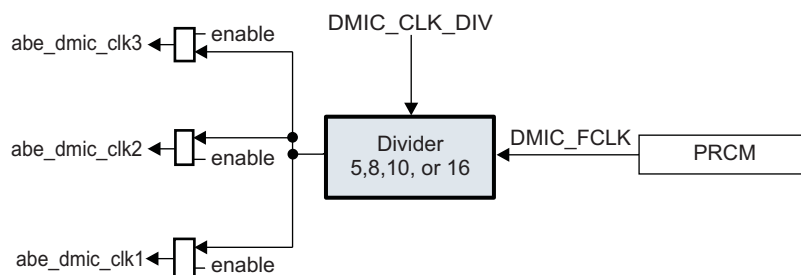 DMIC_CLK_DIV
abe_dmic_clk3
enable
abe_dmic_clk2
enable
Divider
5,8,10, or 16
DMIC_FCLK
PRCM
abe_dmic_clk1
enable